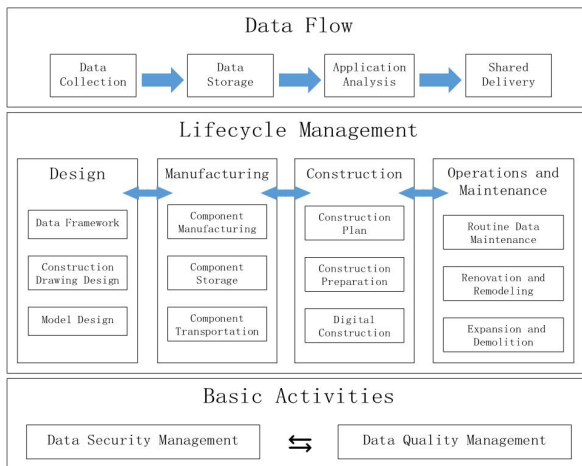 Data Flow
Data
Collection
Data
Storage
Application
Analysis
Shared
Delivery
Lifecycle Management
Design
Data Framework
Construction
Drawing Design
Model Design
Manufacturing
Component
Manufacturing
Component
Storage
Component
Transportation
Construction
Construction
Plan
Construction
Preparation
Digital
Construction
Operations and
Maintenance
Routine Data
Maintenance
Renovation and
Remodeling
Expansion and
Demolition
Basic Activities
Data Security Management
Data Quality Management